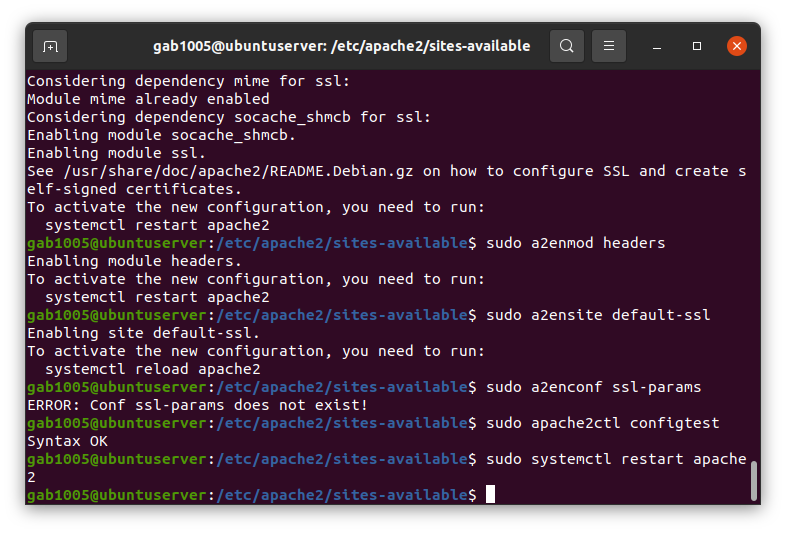 gab1005@ubuntuserver: /etc/apache2/sites-available
Considering dependency mime for ssl:
Module mime already enabled
Considering dependency socache_shmcb for ssl:
Enabling module socache_shmcb.
Enabling module ssl.
See /usr/share/doc/apache2/README.Debian.gz on how to configure SSL and create s
elf-signed certificates.
To activate the new configuration, you need to run:
  systemctl restart apache2
gab1005@ubuntuserver:/etc/apache2/sites-available$ sudo a2enmod headers
Enabling module headers.
To activate the new configuration, you need to run:
  systemctl restart apache2
gab1005@ubuntuserver:/etc/apache2/sites-available$ sudo a2ensite default-ssl
Enabling site default-ssl.
To activate the new configuration, you need to run:
  systemctl reload apache2
gab1005@ubuntuserver:/etc/apache2/sites-available$ sudo a2enconf ssl-params
ERROR: Conf ssl-params does not exist!
gab1005@ubuntuserver:/etc/apache2/sites-available$ sudo apache2ctl configtest
Syntax OK
gab1005@ubuntuserver:/etc/apache2/sites-available$ sudo systemctl restart apache
2
gab1005@ubuntuserver:/etc/apache2/sites-available$